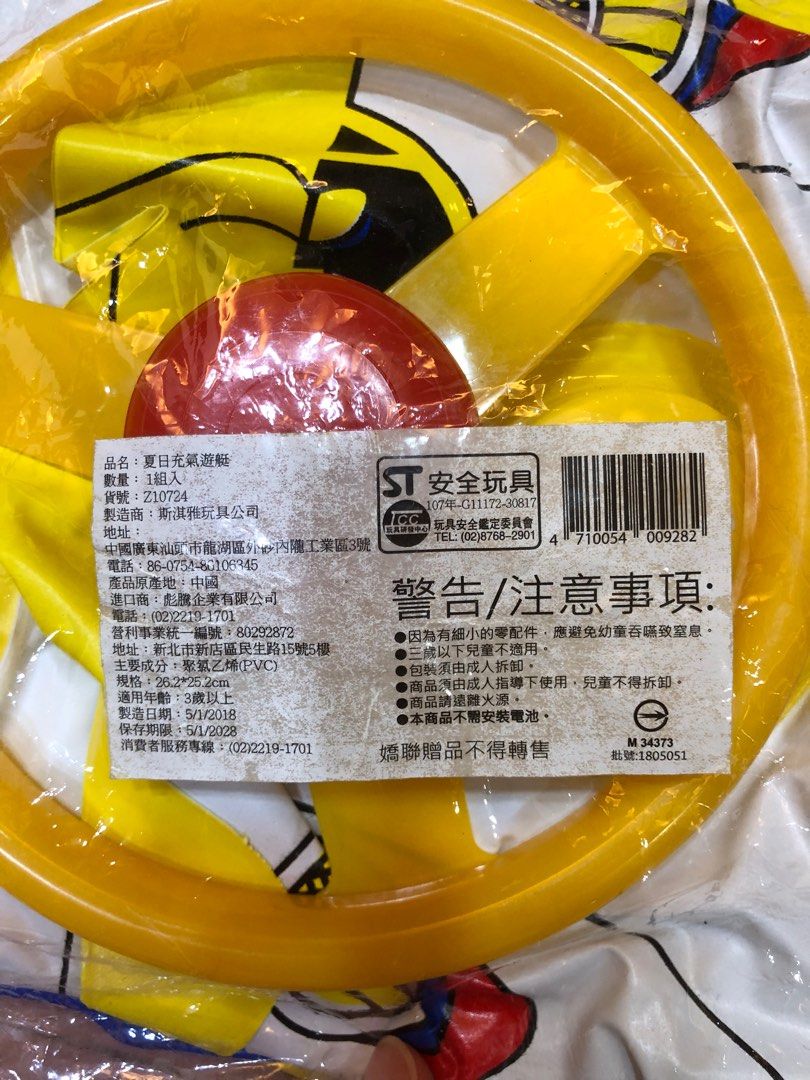 品名：夏日充氣遊艇
數量：1組入
貨號：Z10724
製造商：斯淇雅玩具公司
地址：
中國廣東汕頭市龍湖區外砂內隴工業區3號
電話：86-0754-86106345
產品原產地：中國
進口商：彪騰企業有限公司
電話：(02)2219-1701
營利事業統一編號：80292872
地址：新北市新店區民生路15號5樓
主要成分：聚氯乙烯(PVC)
規格：26.2*25.2cm
適用年齡：3歲以上
製造日期：5/1/2018
保存期限：5/1/2028
消費者服務專線：(02)2219-1701
ST 安全玩具
107年-G11172-30817
TCC
玩具研發中心
玩具安全鑑定委員會
TEL: (02)8768-2901
4 710054 009282
警告/注意事項:
●因為有細小的零配件，應避免幼童吞嚥致窒息。
●三歲以下兒童不適用。
●包裝須由成人拆卸。
●商品須由成人指導下使用，兒童不得拆卸。
●商品請遠離火源。
●本商品不需安裝電池。
M 34373
批號:1805051
嬌聯贈品不得轉售